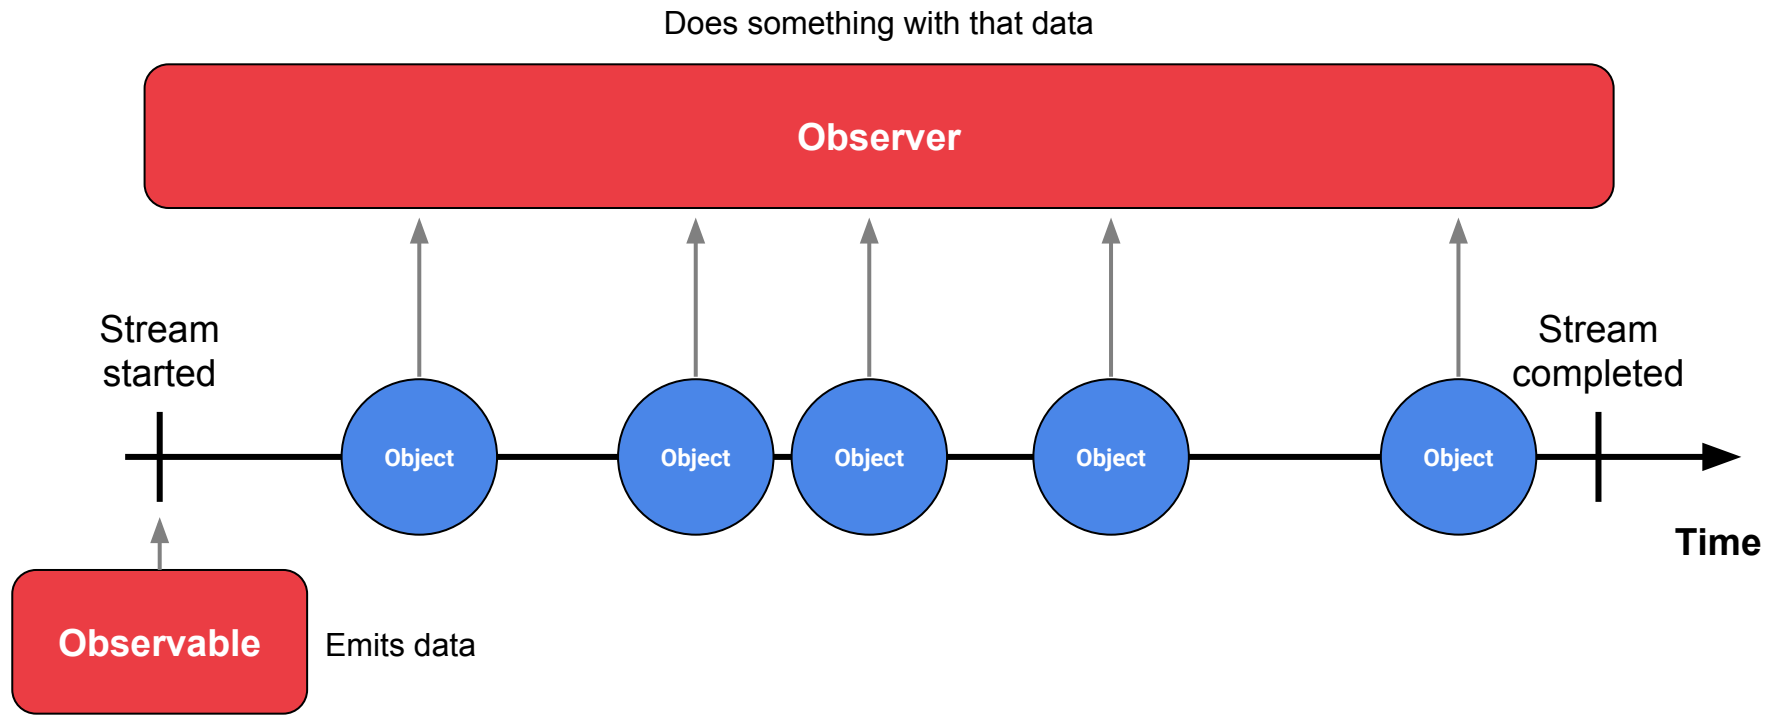 Does something with that data
Observer
Stream
started
Stream
completed
Object
Object
Object
Object
Object
Time
Observable
Emits data